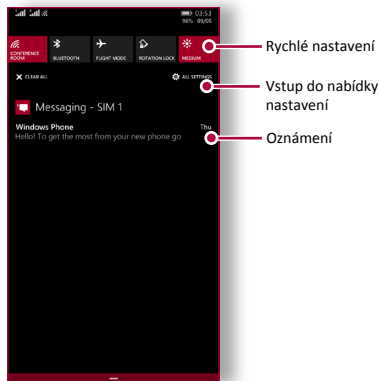 03:53
96% 09/05
CONFERENCE ROOM
BLUETOOTH
FLIGHT MODE
ROTATION LOCK
MEDIUM
Rychlé nastavení
CLEAR ALL
ALL SETTINGS
Vstup do nabídky
nastavení
Messaging - SIM 1
Windows Phone Thu
Hello! To get the most from your new phone go
Oznámení